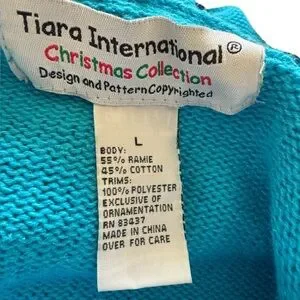 Tiara International®
Christmas Collection
Design and Pattern Copyrighted
L
BODY:
55% RAMIE
45% COTTON
TRIMS:
100% POLYESTER
EXCLUSIVE OF
ORNAMENTATION
RN 83437
MADE IN CHINA
OVER FOR CARE